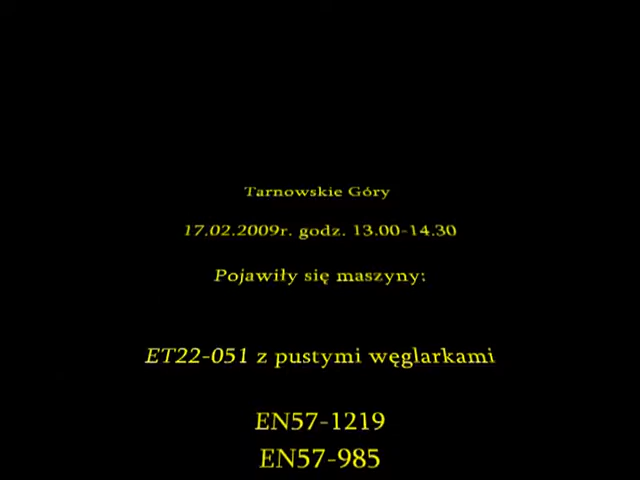 Tarnowskie Góry
17.02.2009r. godz. 13.00-14.30
Pojawiły się maszyny:
ET22-051 z pustymi węglarkami
EN57-1219
EN57-985